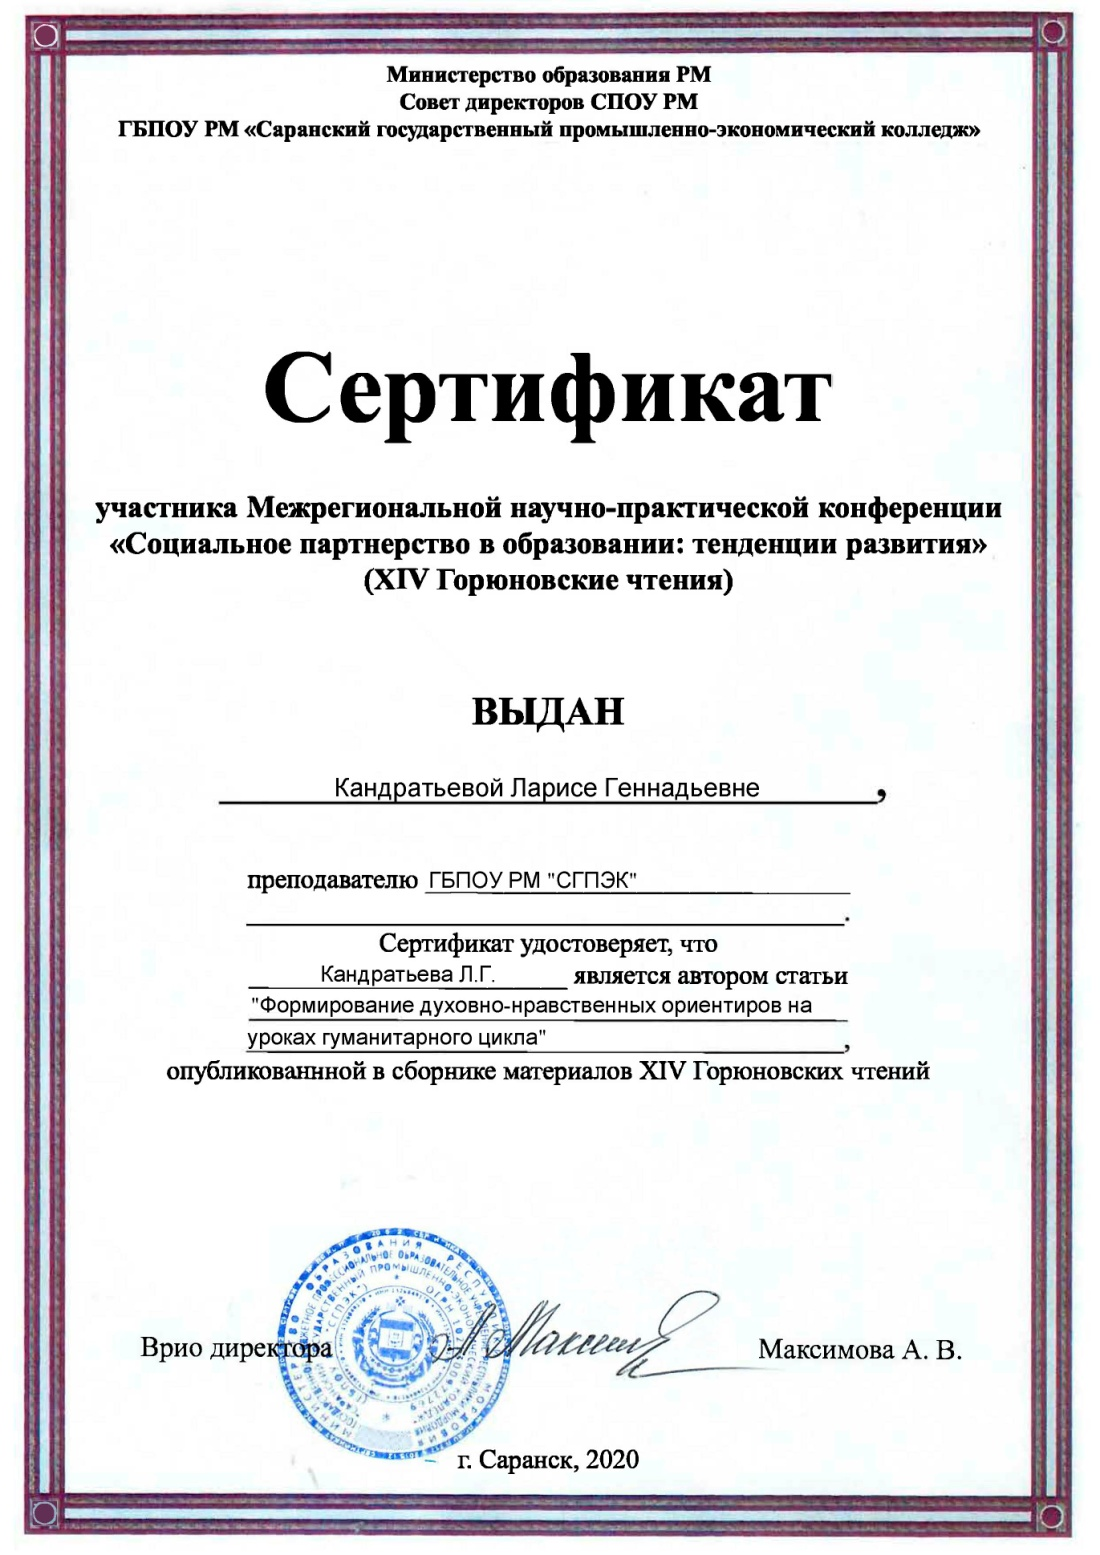 Министерство образования РМ
Совет директоров СПОУ РМ
ГБПОУ РМ «Саранский государственный промышленно-экономический колледж»
Сертификат
участника Межрегиональной научно-практической конференции
«Социальное партнерство в образовании: тенденции развития»
(XIV Горюновские чтения)
ВЫДАН
Кандратьевой Ларисе Геннадьевне,
преподавателю ГБПОУ РМ "СГПЭК"
.
Сертификат удостоверяет, что
Кандратьева Л.Г. является автором статьи
"Формирование духовно-нравственных ориентиров на
уроках гуманитарного цикла",
опубликованнной в сборнике материалов XIV Горюновских чтений
Врио директора Максимова А. В.
г. Саранск, 2020